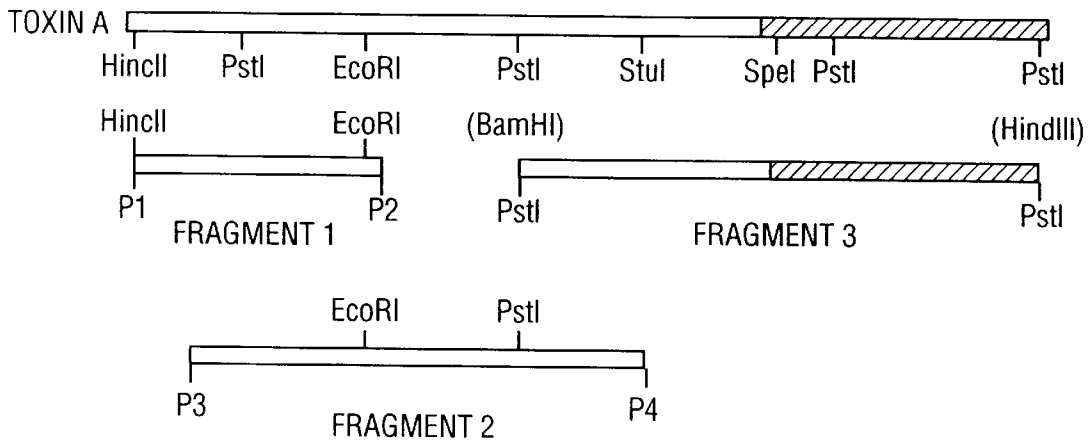 TOXIN A
HincII PstI EcoRI PstI StuI SpeI PstI PstI
HincII EcoRI (BamHI) (HindIII)
P1 P2 PstI PstI
FRAGMENT 1 FRAGMENT 3
EcoRI PstI
P3 P4
FRAGMENT 2